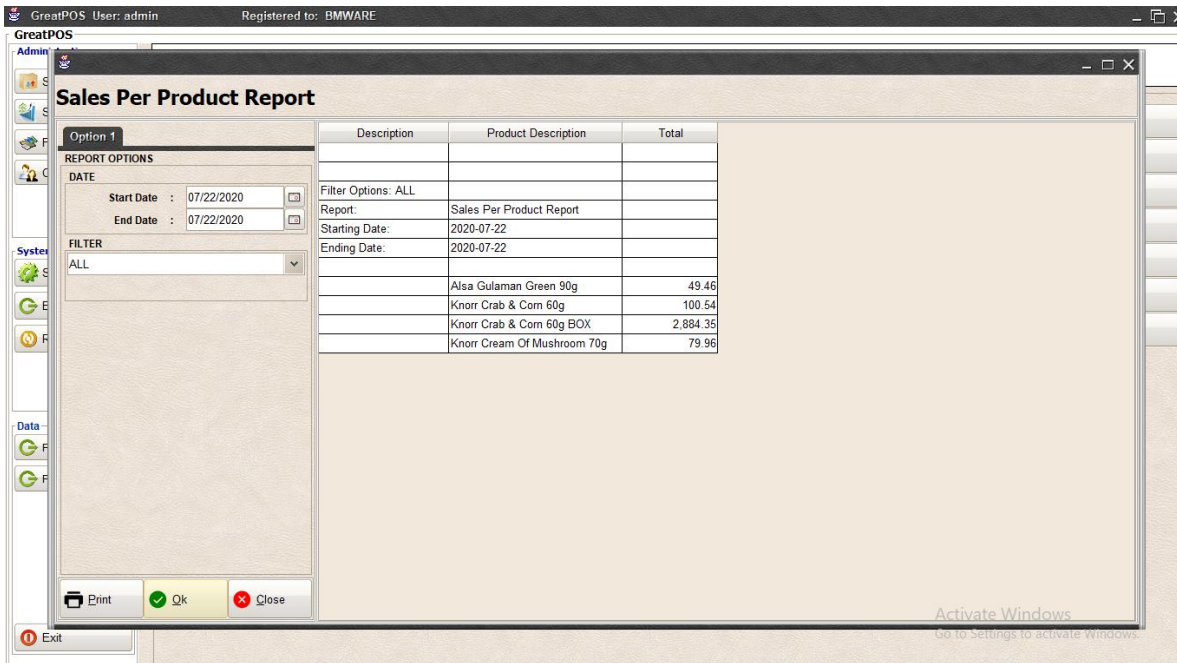 GreatPOS User: admin Registered to: BMWARE
GreatPOS
Sales Per Product Report
Option 1
REPORT OPTIONS
DATE
Start Date : 07/22/2020
End Date : 07/22/2020
FILTER
ALL
Description Product Description Total
Filter Options: ALL
Report: Sales Per Product Report
Starting Date: 2020-07-22
Ending Date: 2020-07-22
Alsa Gulaman Green 90g 49.46
Knorr Crab & Corn 60g 100.54
Knorr Crab & Corn 60g BOX 2,884.35
Knorr Cream Of Mushroom 70g 79.96
Data
Print Ok Close
Exit
Activate Windows
Go to Settings to activate Windows.